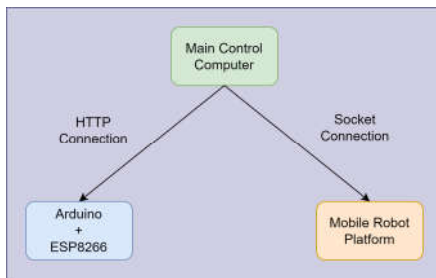 Main Control
Computer
HTTP
Connection
Socket
Connection
Arduino
+
ESP8266
Mobile Robot
Platform